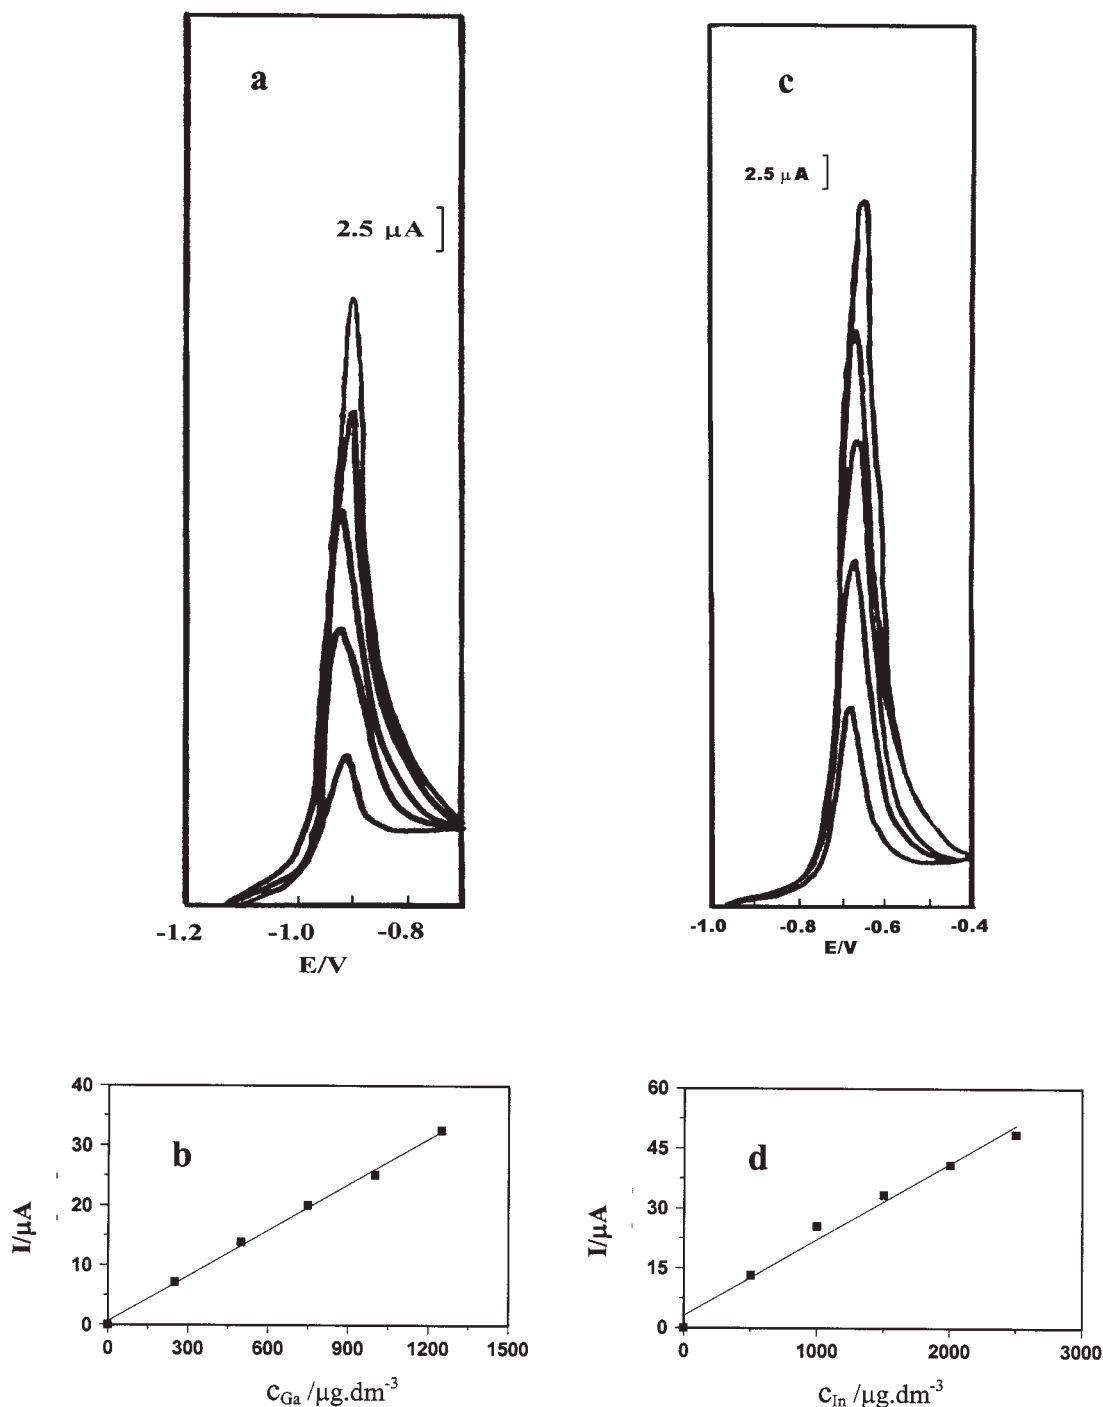 a
2.5 μA
-1.2 -1.0 -0.8
E/V
c
2.5 μA
-1.0 -0.8 -0.6 -0.4
E/V
40
30
20
10
0
b
I/μA
0 300 600 900 1200 1500
cGa /μg.dm-3
60
45
30
15
0
d
I/μA
0 1000 2000 3000
cIn /μg.dm-3